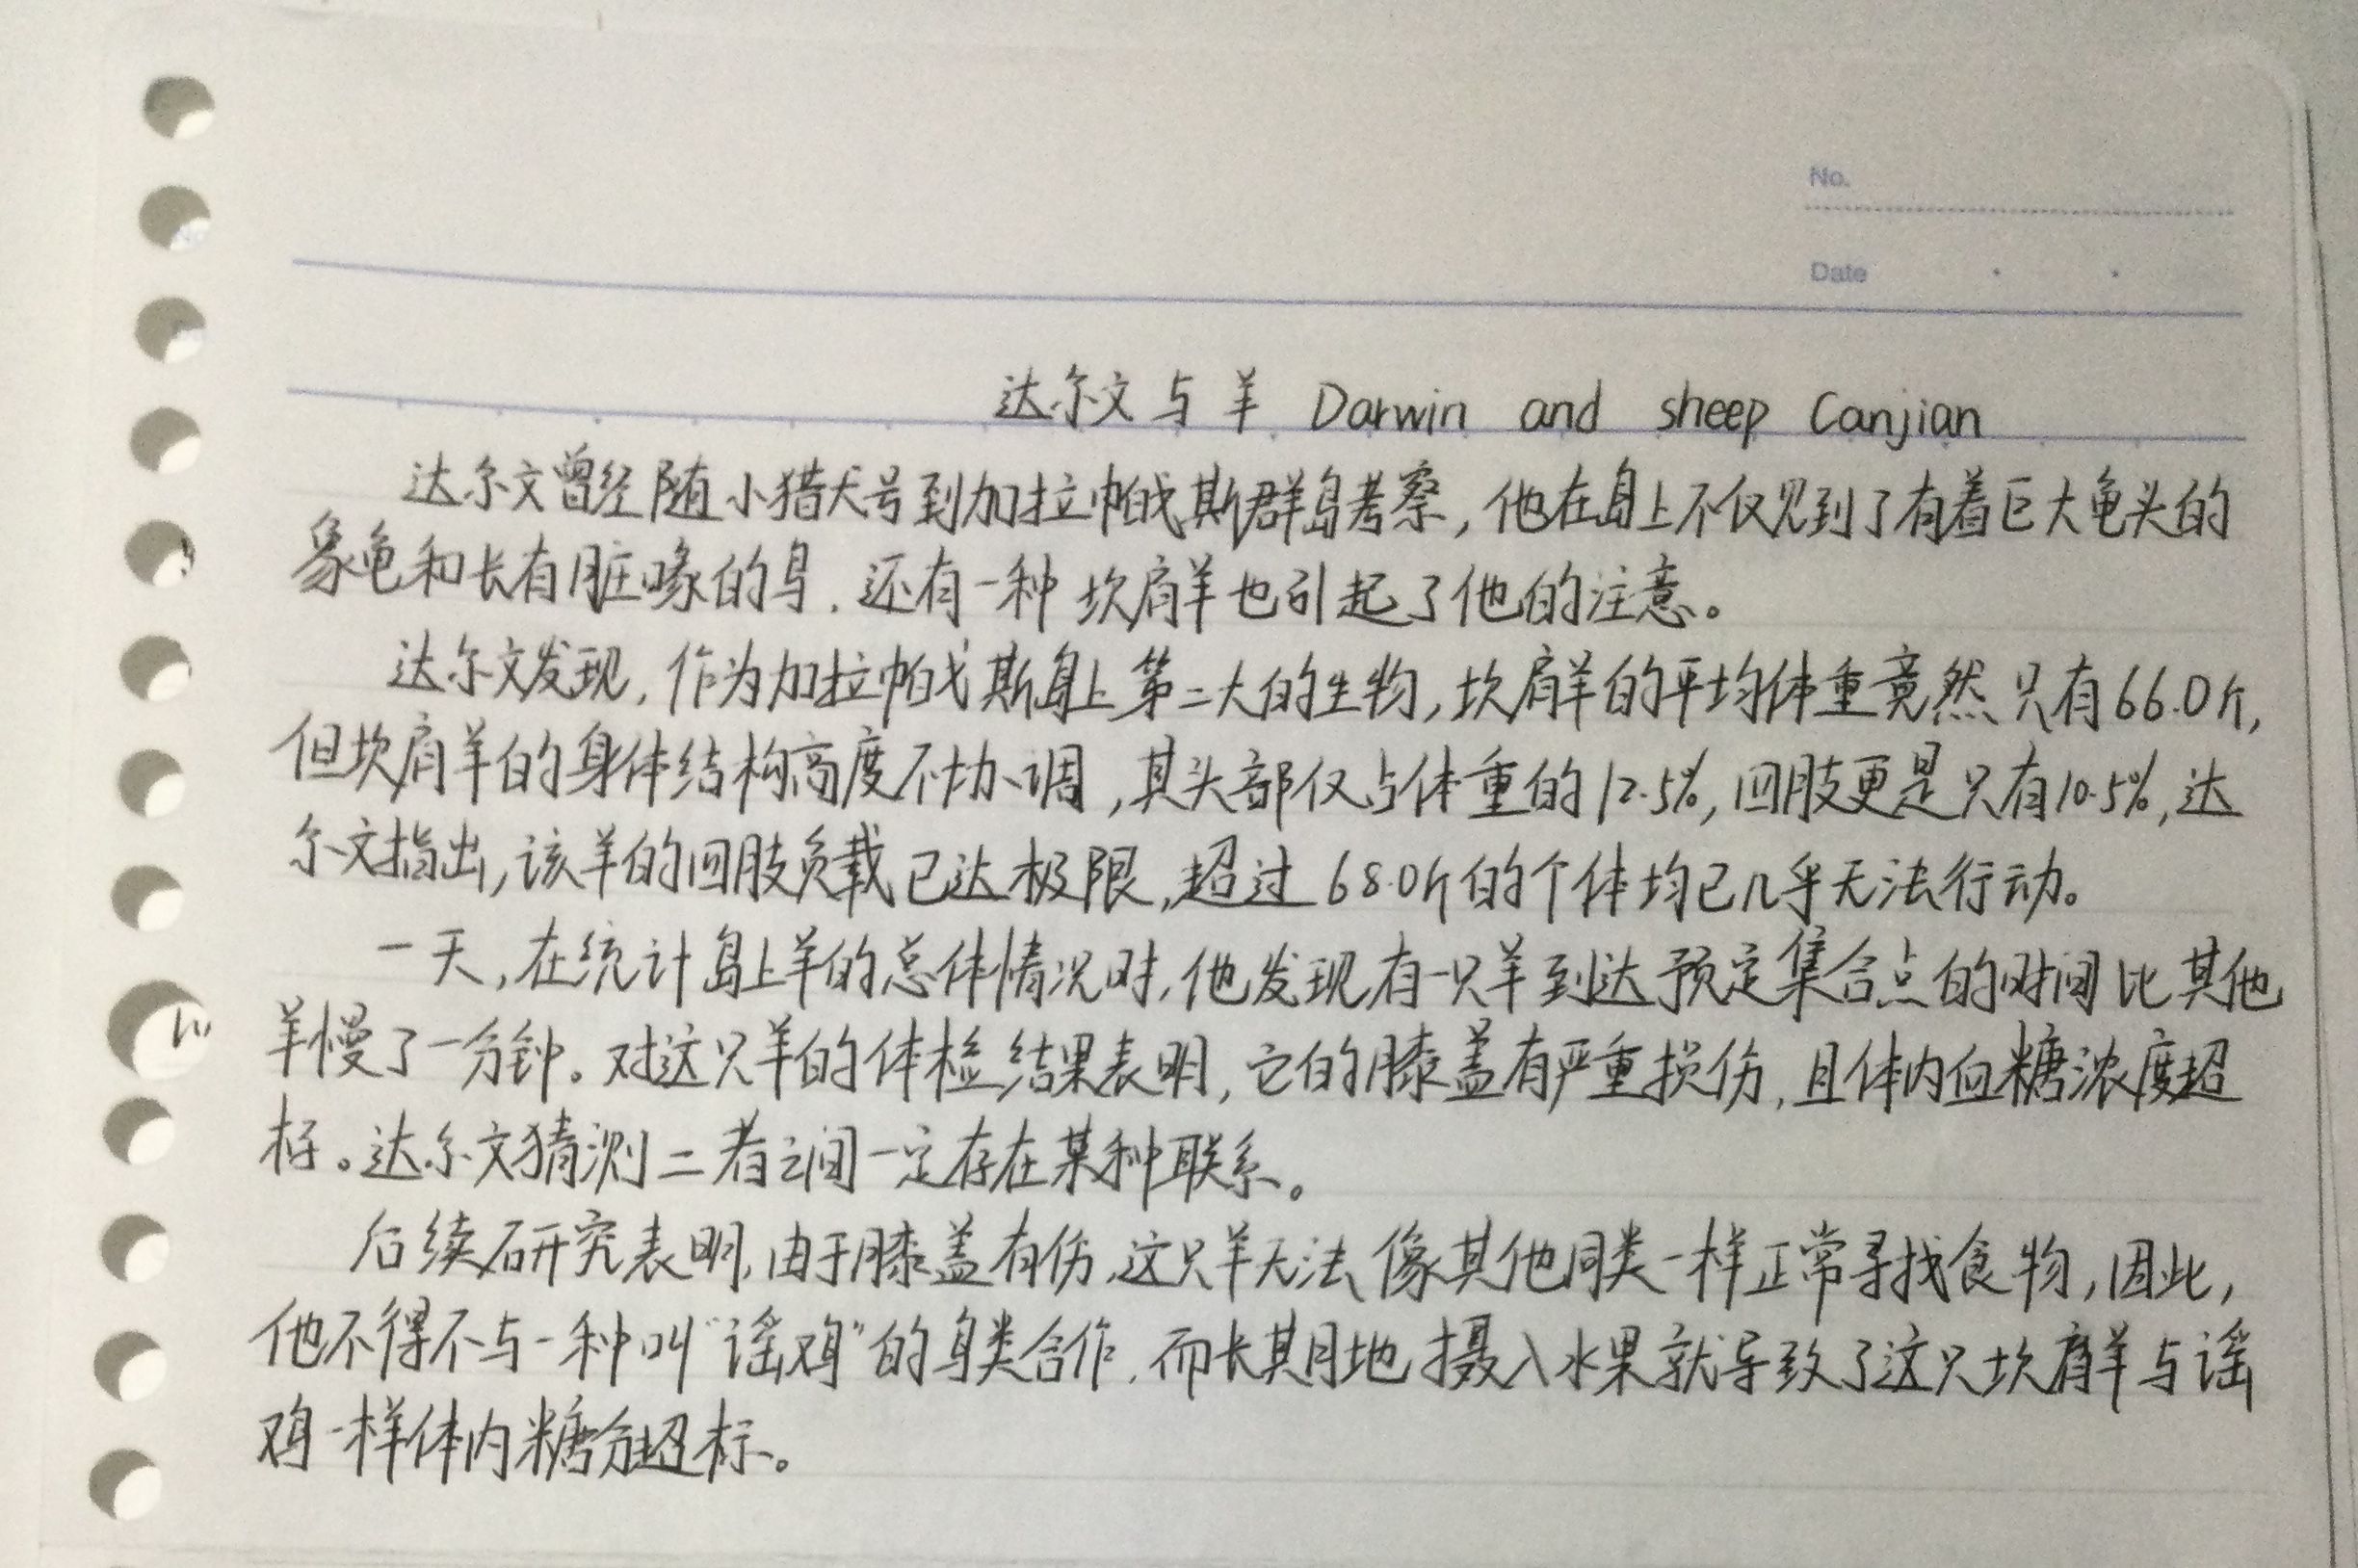 No.
Date
达尔文与羊 Darwin and sheep Canjian
达尔文曾经随小猎犬号到加拉帕戈斯群岛考察，他在岛上不仅见到了有着巨大龟头的
象龟和长有脏喙的鸟，还有一种坎肩羊也引起了他的注意。
达尔文发现，作为加拉帕戈斯岛上第二大的生物，坎肩羊的平均体重竟然只有66.0斤，
但坎肩羊的身体结构高度不协调，其头部仅占体重的12.5%，四肢更是只有10.5%，达
尔文指出，该羊的四肢负载已达极限，超过68.0斤的个体均已几乎无法行动。
一天，在统计岛上羊的总体情况时，他发现有一只羊到达预定集合点的时间比其他
羊慢了一分钟。对这只羊的体检结果表明，它的膝盖有严重损伤，且体内血糖浓度超
标。达尔文猜测二者之间一定存在某种联系。
后续研究表明，由于膝盖有伤，这只羊无法像其他同类一样正常寻找食物，因此，
他不得不与一种叫“谣鸡”的鸟类合作，而长期地摄入水果就导致了这只坎肩羊与谣
鸡一样体内糖分超标。